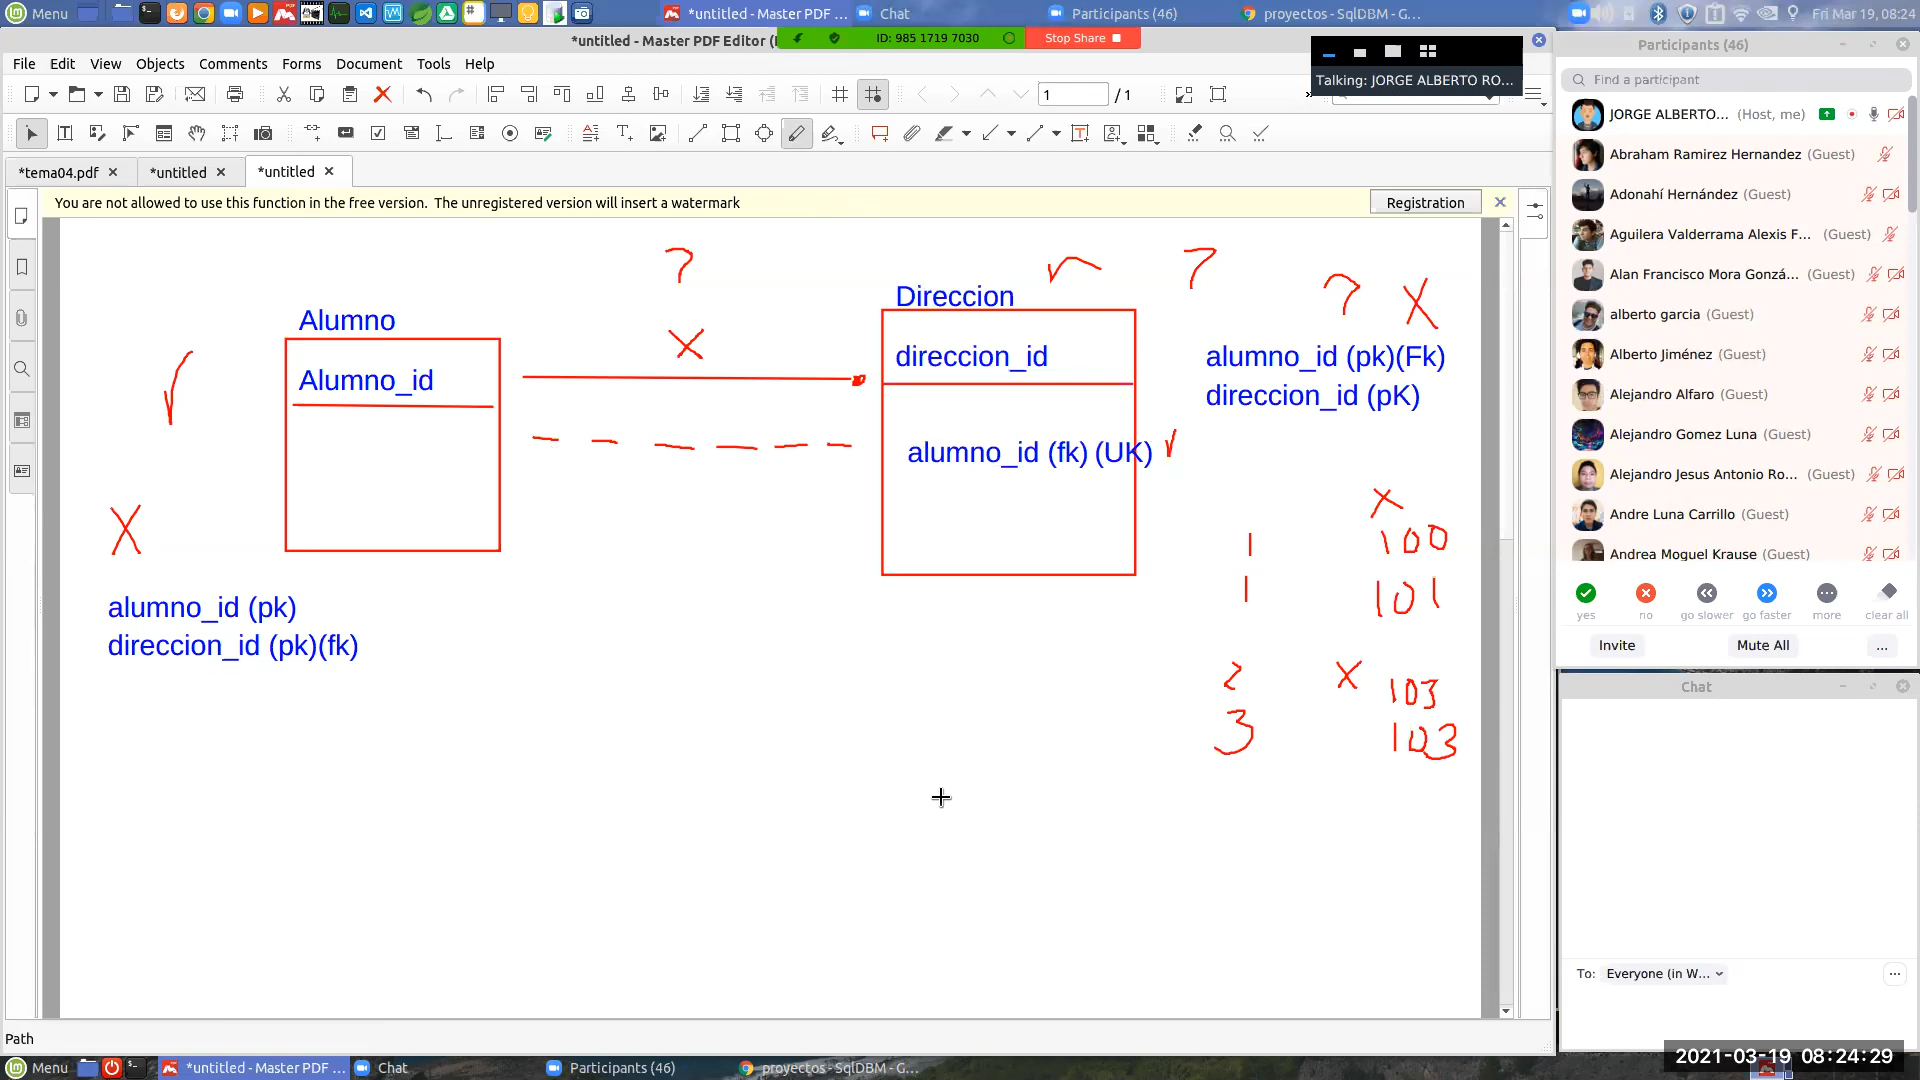 Menu
*untitled - Master PDF ...
Chat
Participants (46)
proyectos - SqlDBM - G...
Fri Mar 19, 08:24
*untitled - Master PDF Editor (
ID: 985 1719 7030
Stop Share
Talking: JORGE ALBERTO RO...
File Edit View Objects Comments Forms Document Tools Help
1 / 1
*tema04.pdf
*untitled
*untitled
You are not allowed to use this function in the free version. The unregistered version will insert a watermark
Registration
?
?
? X
Direccion
Alumno
X
direccion_id
alumno_id (pk)(Fk)
Alumno_id
direccion_id (pK)
alumno_id (fk) (UK)
X
X
1 100
1 101
2 X 103
3 103
alumno_id (pk)
direccion_id (pk)(fk)
Path
Participants (46)
Find a participant
JORGE ALBERTO... (Host, me)
Abraham Ramirez Hernandez (Guest)
Adonahí Hernández (Guest)
Aguilera Valderrama Alexis F... (Guest)
Alan Francisco Mora Gonzá... (Guest)
alberto garcia (Guest)
Alberto Jiménez (Guest)
Alejandro Alfaro (Guest)
Alejandro Gomez Luna (Guest)
Alejandro Jesus Antonio Ro... (Guest)
Andre Luna Carrillo (Guest)
Andrea Moguel Krause (Guest)
yes no go slower go faster more clear all
Invite Mute All ...
Chat
To: Everyone (in W...
Menu
*untitled - Master PDF ...
Chat
Participants (46)
proyectos - SqlDBM - G...
2021-03-19 08:24:29